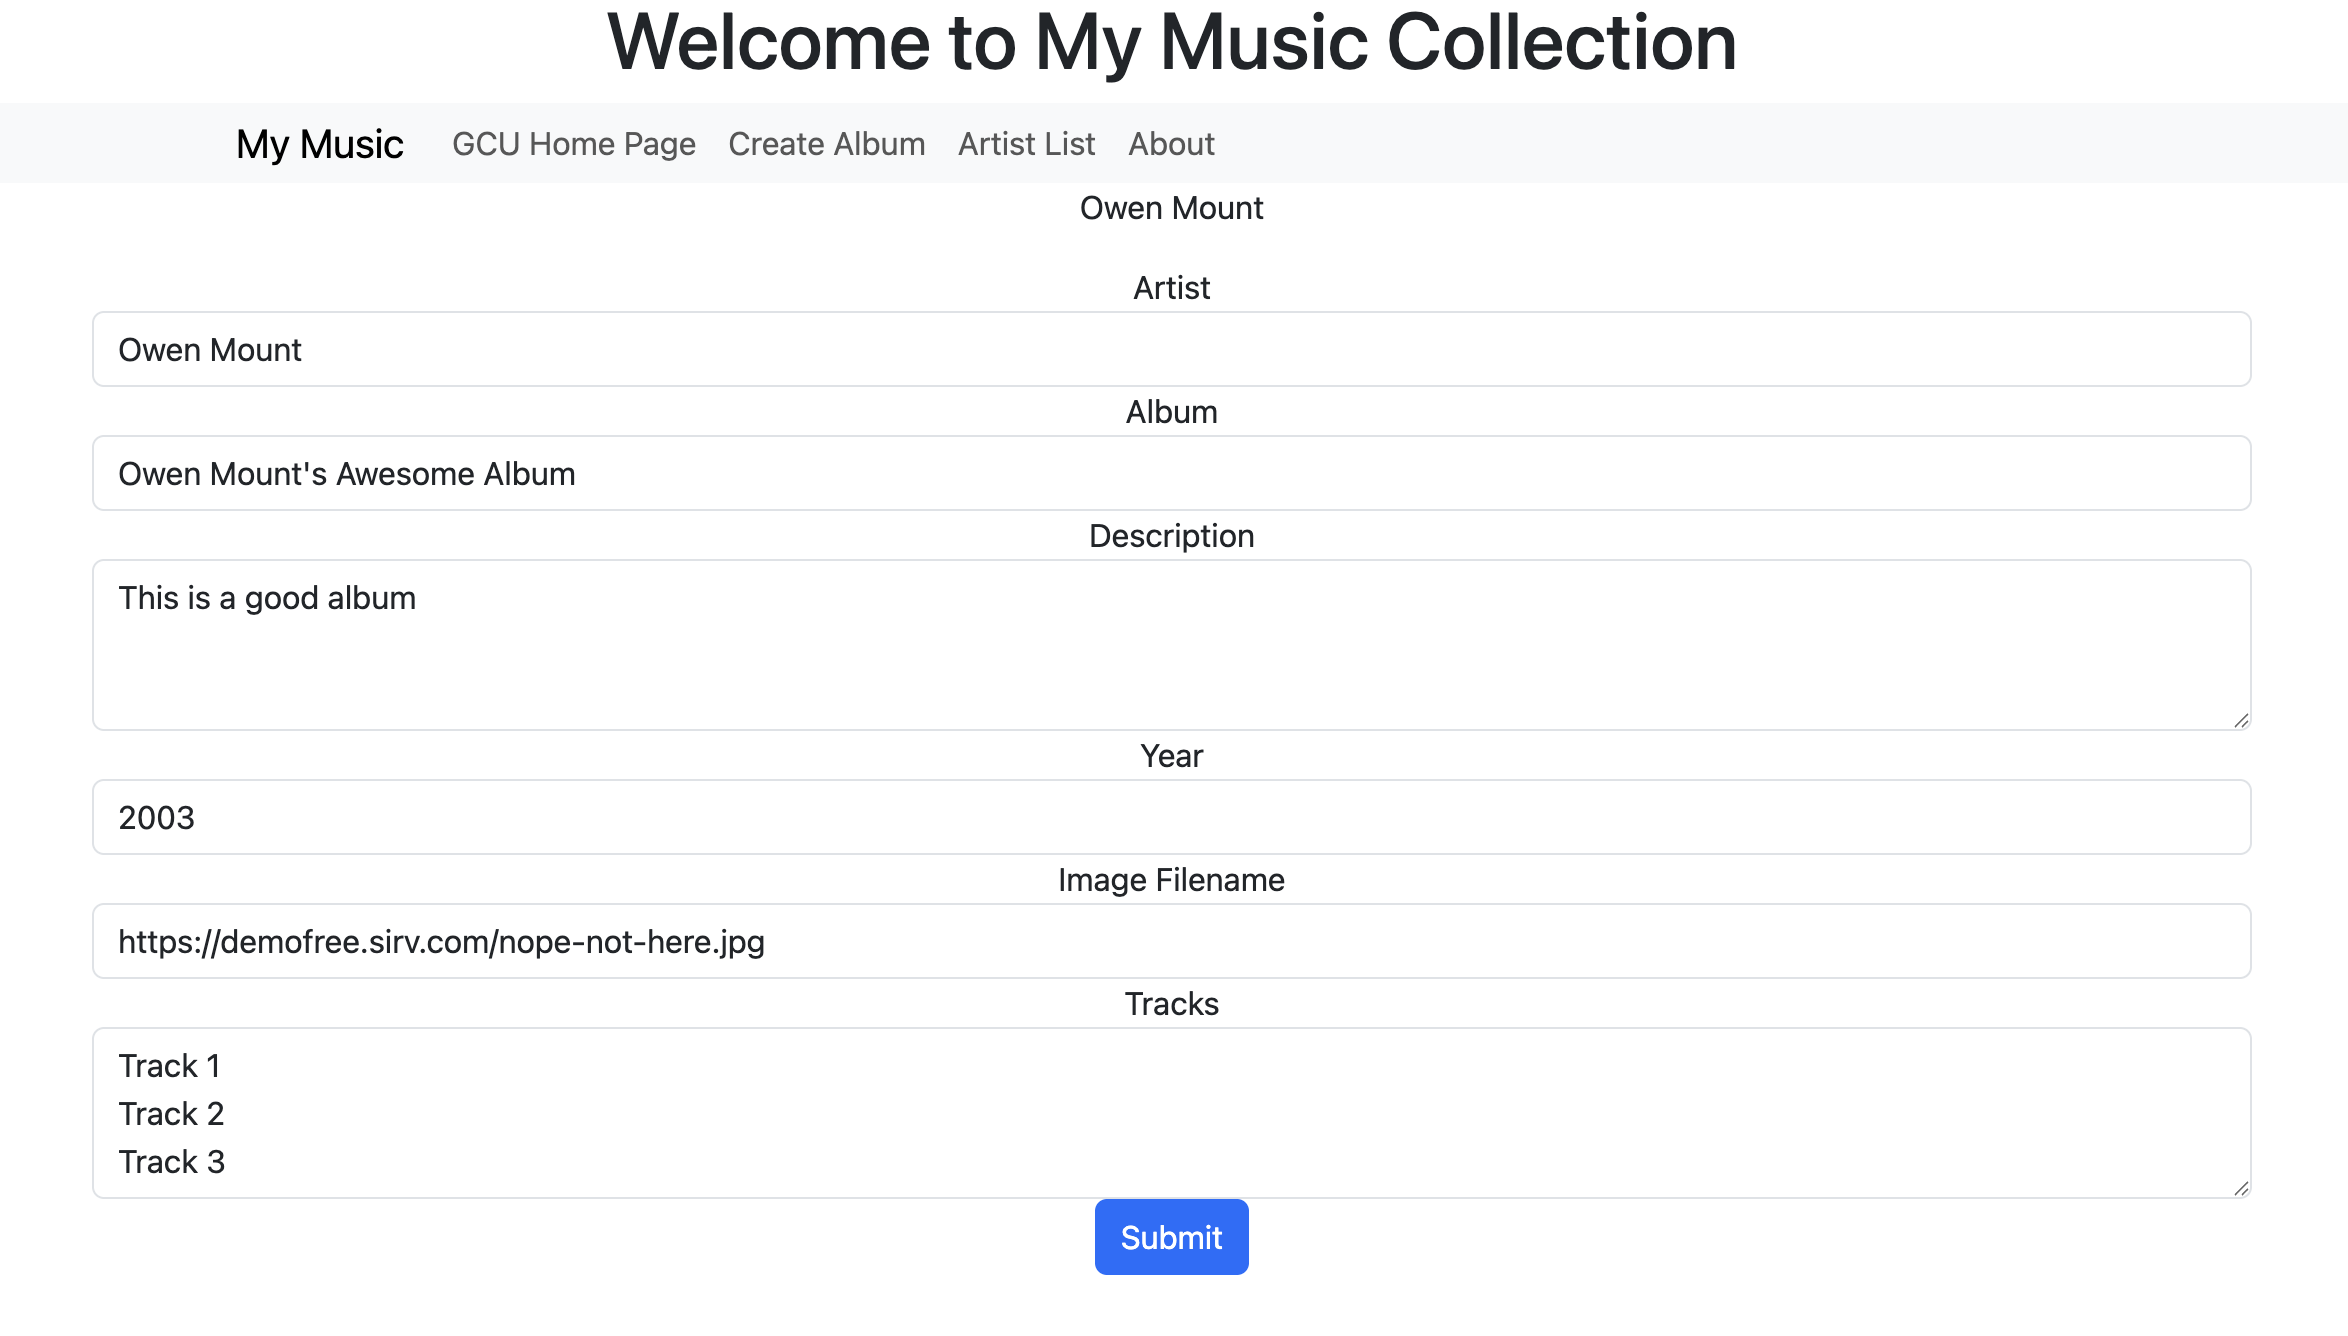 Welcome to My Music Collection
My Music GCU Home Page Create Album Artist List About
Owen Mount
Artist
Owen Mount
Album
Owen Mount's Awesome Album
Description
This is a good album
Year
2003
Image Filename
https://demofree.sirv.com/nope-not-here.jpg
Tracks
Track 1
Track 2
Track 3
Submit